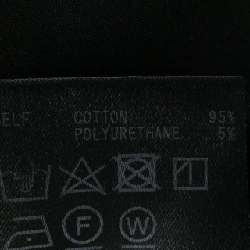 ELF COTTON 95%
POLYURETHANE 5%
F W